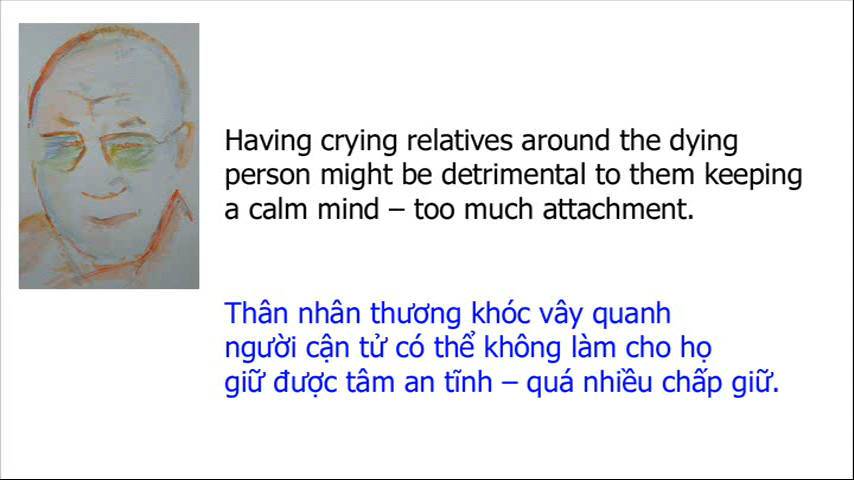 Having crying relatives around the dying
person might be detrimental to them keeping
a calm mind – too much attachment.
Thân nhân thương khóc vây quanh
người cận tử có thể không làm cho họ
giữ được tâm an tĩnh – quá nhiều chấp giữ.